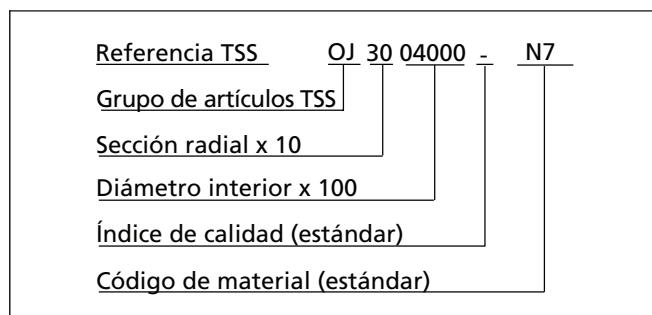 Referencia TSS OJ 30 04000 - N7
Grupo de artículos TSS
Sección radial x 10
Diámetro interior x 100
Índice de calidad (estándar)
Código de material (estándar)